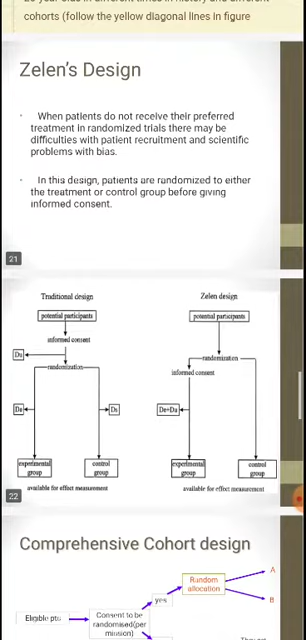 cohorts (follow the yellow diagonal lines in figure
Zelen's Design
When patients do not receive their preferred
treatment in randomized trials there may be
difficulties with patient recruitment and scientific
problems with bias.
In this design, patients are randomized to either
the treatment or control group before giving
informed consent.
21
Traditional design
Zelen design
potential participants
potential participants
informed consent
Du
randomization
randomization
informed consent
De
Ds
De+Du
experimental
group
control
group
experimental
group
control
group
available for effect measurement
available for effect measurement
22
Comprehensive Cohort design
A
Random
allocation
yes
B
Eligible pts
Consent to be
randomised(per
mission)